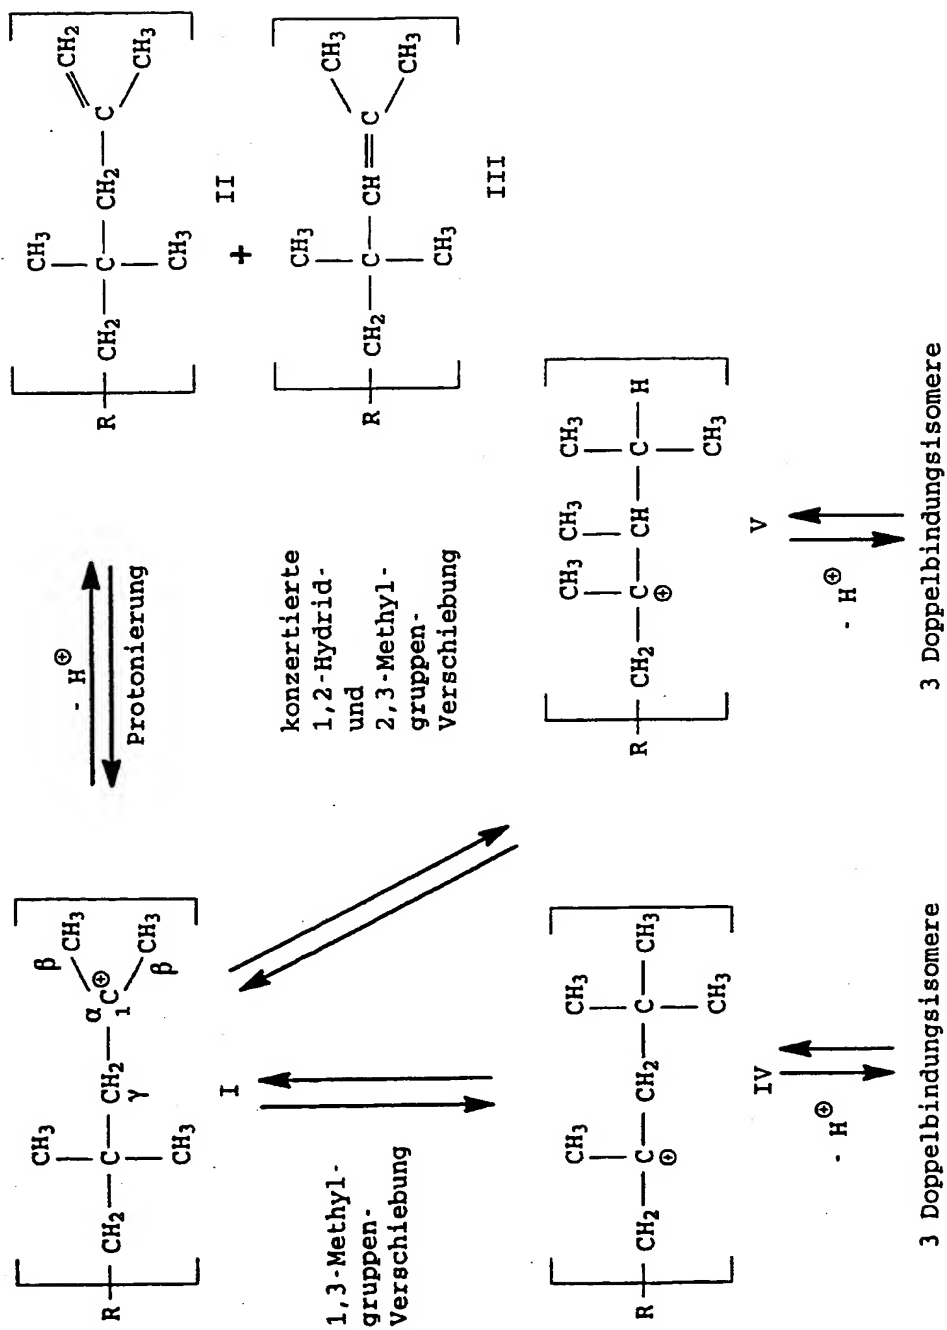 CH3 CH3 β
R CH2 C CH2 α C ⊕
CH3 γ 1 CH3 β
I
- H⊕
Protonierung
CH3 CH2
R CH2 C CH2 C
CH3 CH3
II
+
CH3 CH3
R CH2 C CH C
CH3 CH3
III
1,3-Methyl-
gruppen-
Verschiebung
konzertierte
1,2-Hydrid-
und
2,3-Methyl-
gruppen-
Verschiebung
CH3 CH3
R CH2 C CH2 C CH3
⊕ CH3
IV
- H⊕
3 Doppelbindungsisomere
CH3 CH3 CH3
R CH2 C CH C H
⊕ CH3
V
- H⊕
3 Doppelbindungsisomere